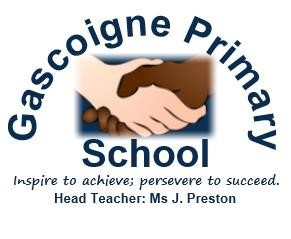 Gascoigne Primary
School
Inspire to achieve; persevere to succeed.
Head Teacher: Ms J. Preston